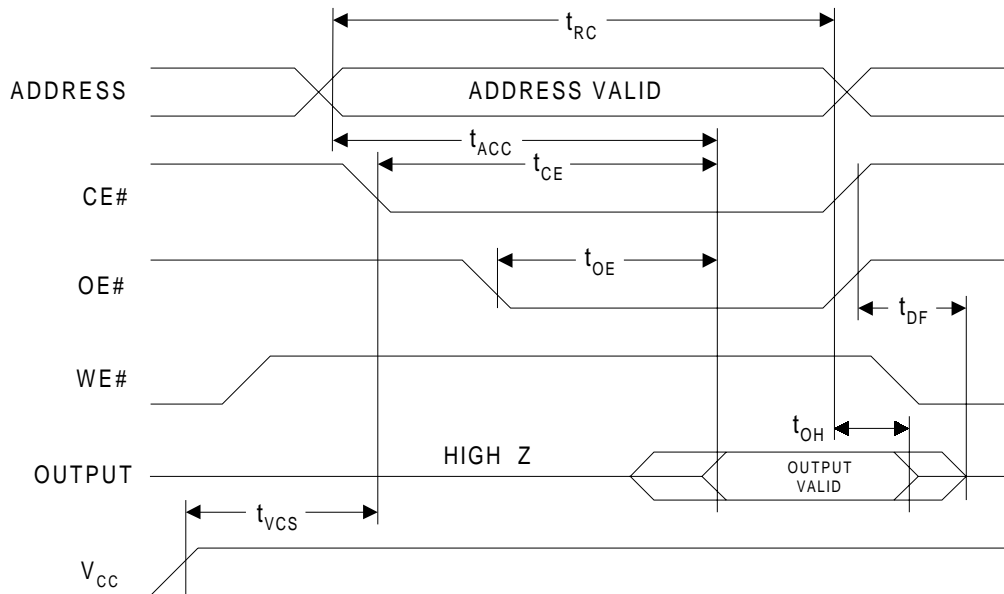 tRC
ADDRESS
ADDRESS VALID
tACC
tCE
CE#
tOE
OE#
tDF
WE#
tOH
HIGH Z
OUTPUT
OUTPUT
VALID
tVCS
VCC